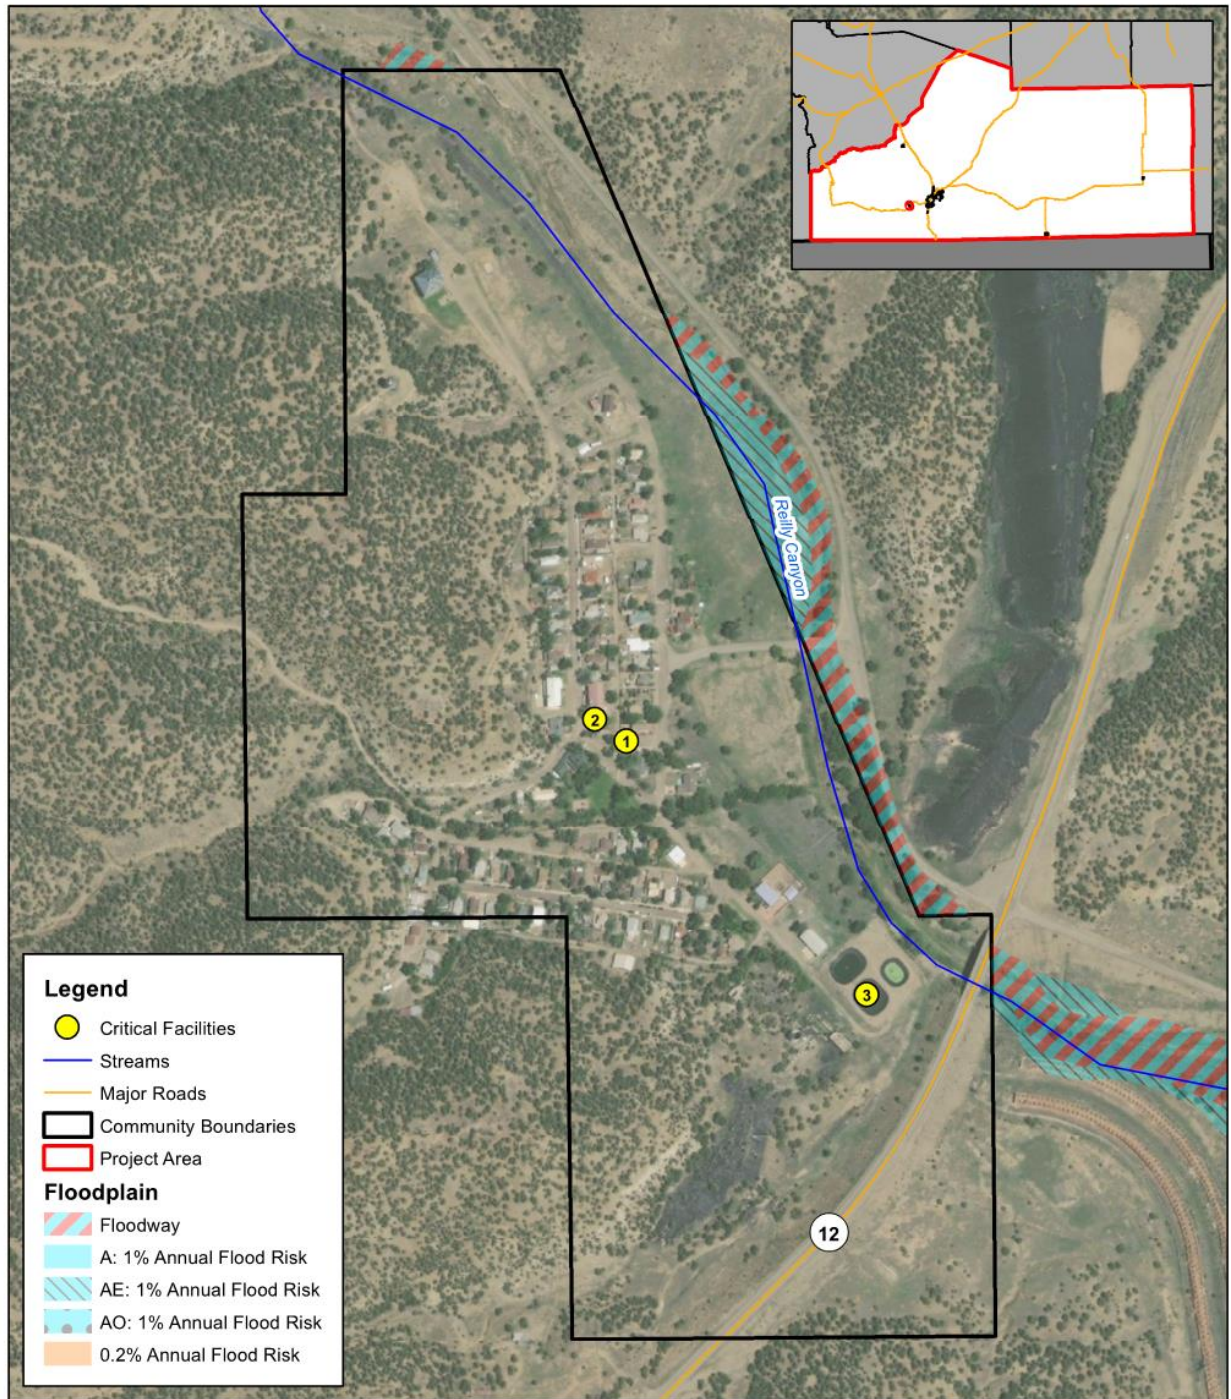 Reilly Canyon
2
1
3
12
Legend
Critical Facilities
Streams
Major Roads
Community Boundaries
Project Area
Floodplain
Floodway
A: 1% Annual Flood Risk
AE: 1% Annual Flood Risk
AO: 1% Annual Flood Risk
0.2% Annual Flood Risk